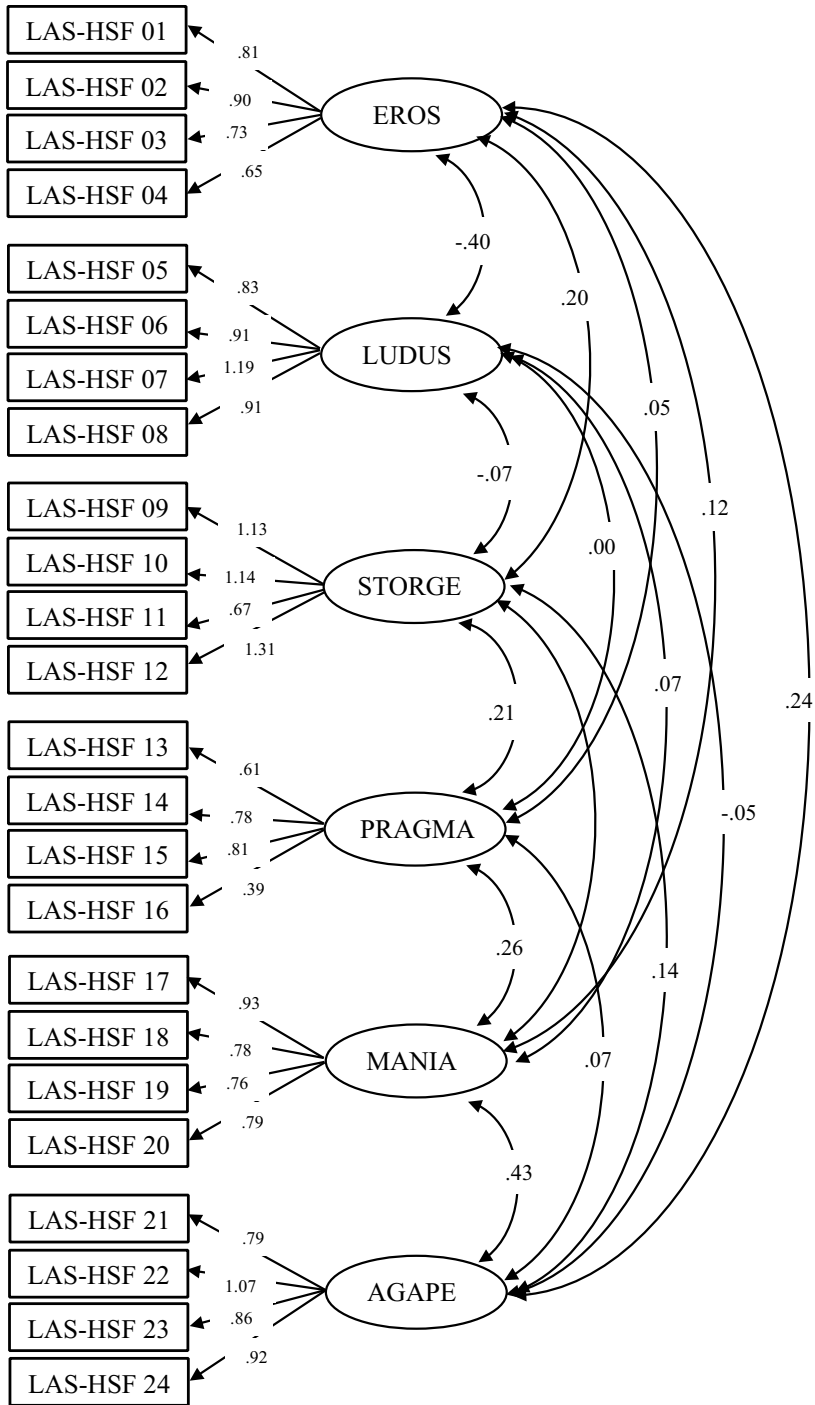 LAS-HSF 01
.81
LAS-HSF 02
.90
EROS
LAS-HSF 03
.73
LAS-HSF 04
.65
-.40
.20
LAS-HSF 05
.83
LAS-HSF 06
.91
LUDUS
LAS-HSF 07
1.19
LAS-HSF 08
.91
.05
-.07
.12
.00
LAS-HSF 09
1.13
LAS-HSF 10
1.14
STORGE
LAS-HSF 11
.67
LAS-HSF 12
1.31
.07
.24
.21
LAS-HSF 13
.61
LAS-HSF 14
.78
PRAGMA
-.05
LAS-HSF 15
.81
LAS-HSF 16
.39
.26
.14
LAS-HSF 17
.93
LAS-HSF 18
.78
MANIA
.07
LAS-HSF 19
.76
LAS-HSF 20
.79
.43
LAS-HSF 21
.79
LAS-HSF 22
1.07
AGAPE
LAS-HSF 23
.86
LAS-HSF 24
.92